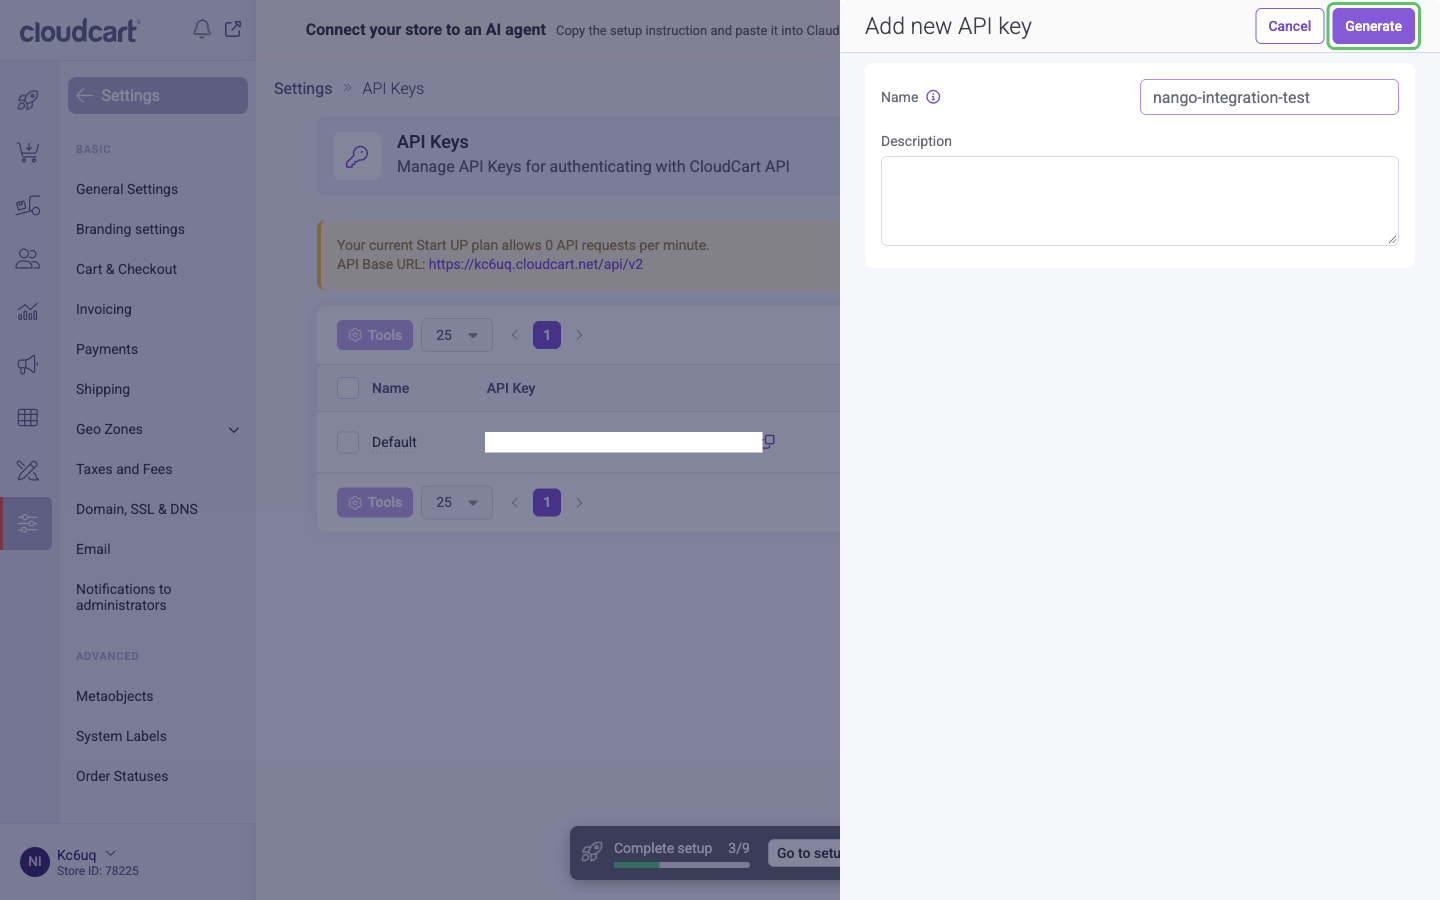 cloudcart
Settings
BASIC
General Settings
Branding settings
Cart & Checkout
Invoicing
Payments
Shipping
Geo Zones
Taxes and Fees
Domain, SSL & DNS
Email
Notifications to
administrators
ADVANCED
Metaobjects
System Labels
Order Statuses
NI
Kc6uq
Store ID: 78225
Connect your store to an AI agent Copy the setup instruction and paste it into Claud
Settings » API Keys
API Keys
Manage API Keys for authenticating with CloudCart API
Your current Start UP plan allows 0 API requests per minute.
API Base URL: https://kc6uq.cloudcart.net/api/v2
Tools 25 1
Name API Key
Default
Tools 25 1
Complete setup 3/9 Go to setu
Add new API key
Cancel Generate
Name nango-integration-test
Description